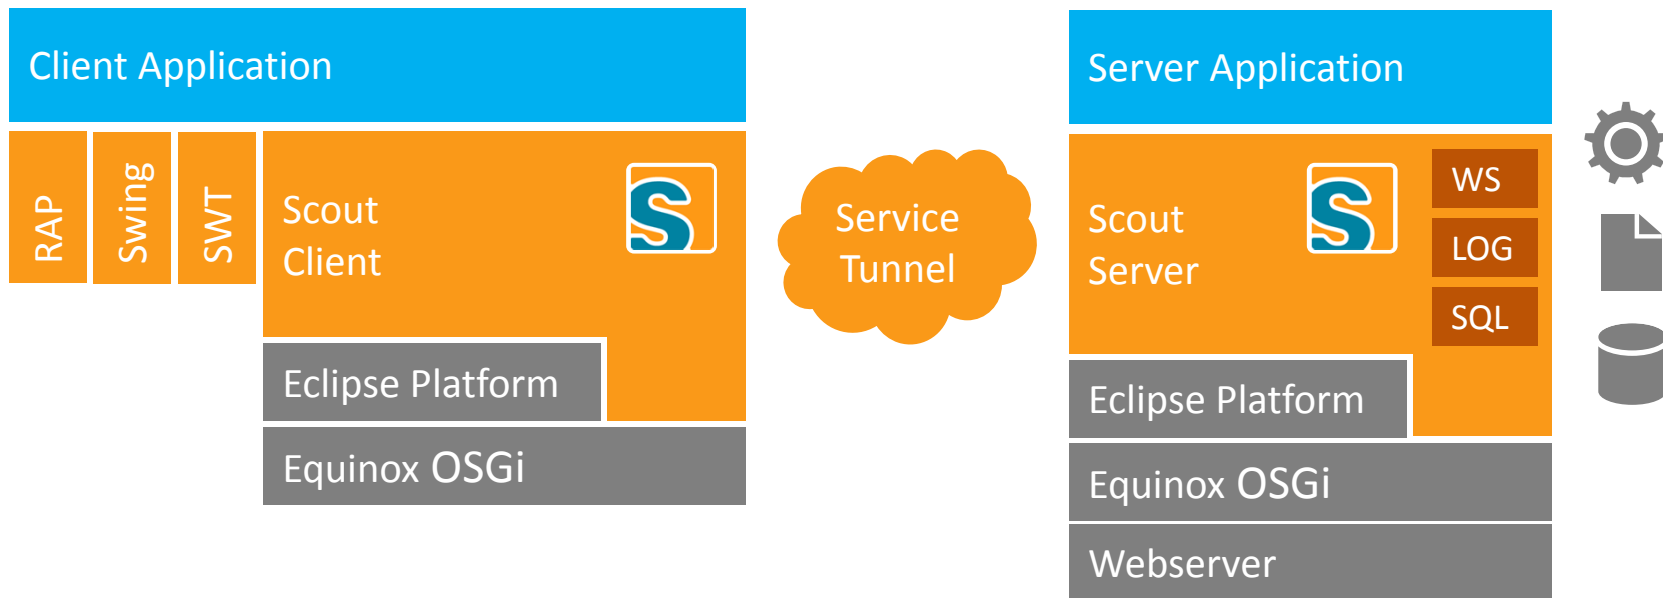 Client Application
RAP
Swing
SWT
Scout
Client
Eclipse Platform
Equinox OSGi
Service
Tunnel
Server Application
Scout
Server
WS
LOG
SQL
Eclipse Platform
Equinox OSGi
Webserver